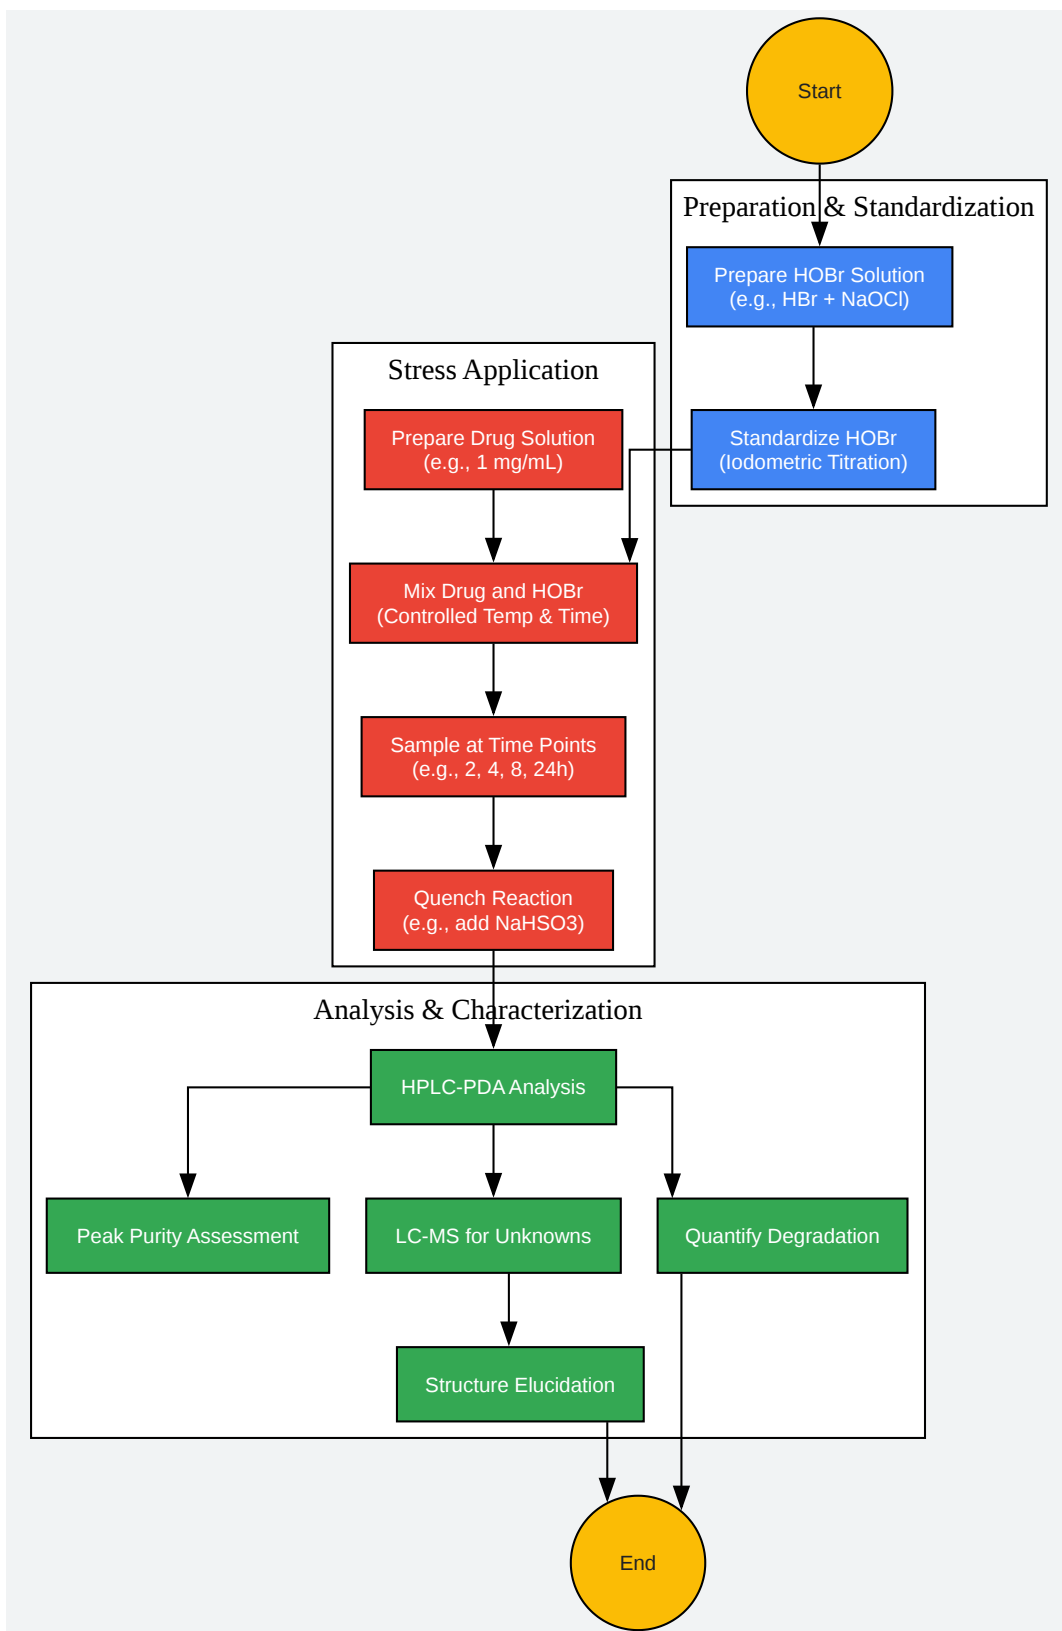 Start
Preparation & Standardization
Prepare HOBr Solution
(e.g., HBr + NaOCl)
Standardize HOBr
(Iodometric Titration)
Stress Application
Prepare Drug Solution
(e.g., 1 mg/mL)
Mix Drug and HOBr
(Controlled Temp & Time)
Sample at Time Points
(e.g., 2, 4, 8, 24h)
Quench Reaction
(e.g., add NaHSO3)
Analysis & Characterization
HPLC-PDA Analysis
Peak Purity Assessment
LC-MS for Unknowns
Quantify Degradation
Structure Elucidation
End